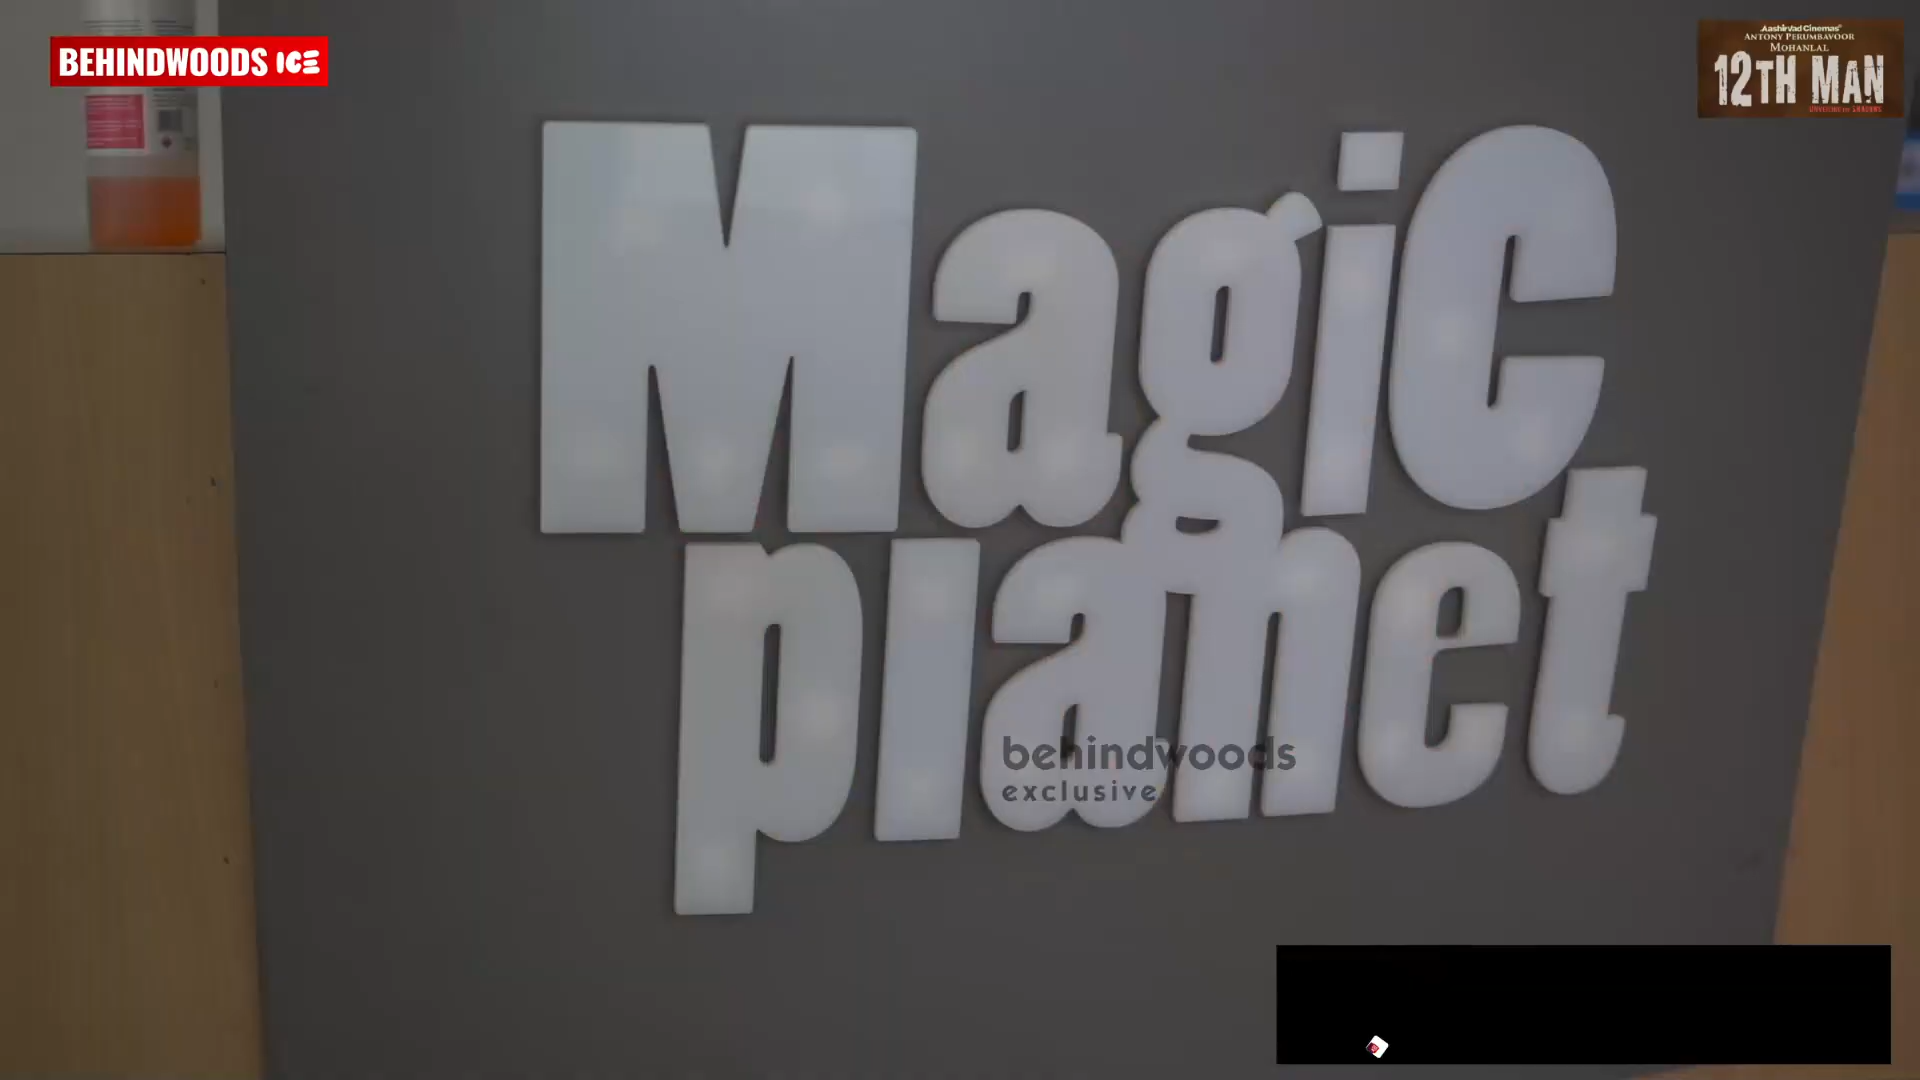 BEHINDWOODS ICE
Aashirvad Cinemas
ANTONY PERUMBAVOOR
MOHANLAL
12TH MAN
MagiC
planet
behindwoods
exclusive